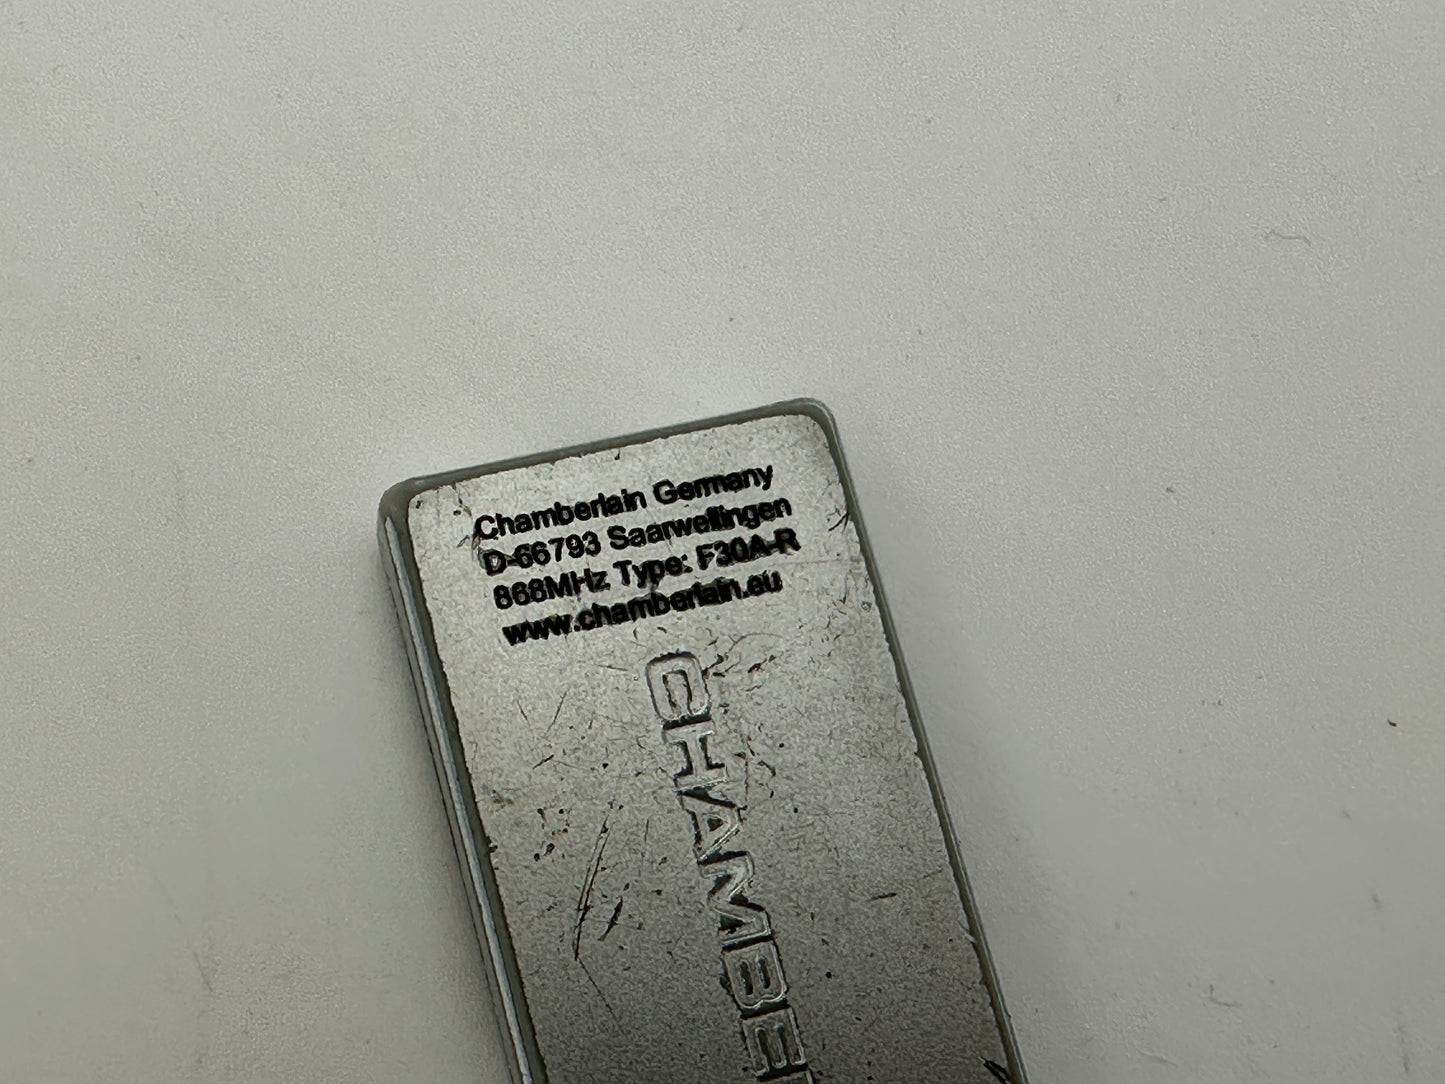 Chamberlain Germany
D-66793 Saarwellingen
868MHz Type: F30A-R
www.chamberlain.eu
CHAMBE